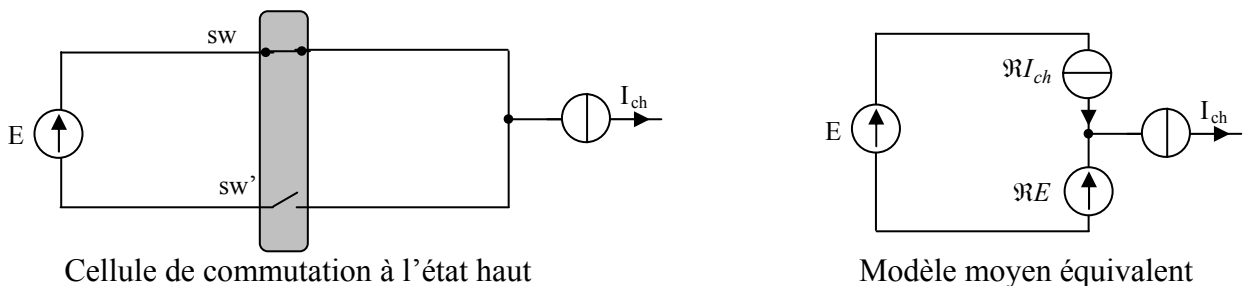 sw
E
I_ch
sw’
Cellule de commutation à l’état haut
ℜI_ch
E
I_ch
ℜE
Modèle moyen équivalent